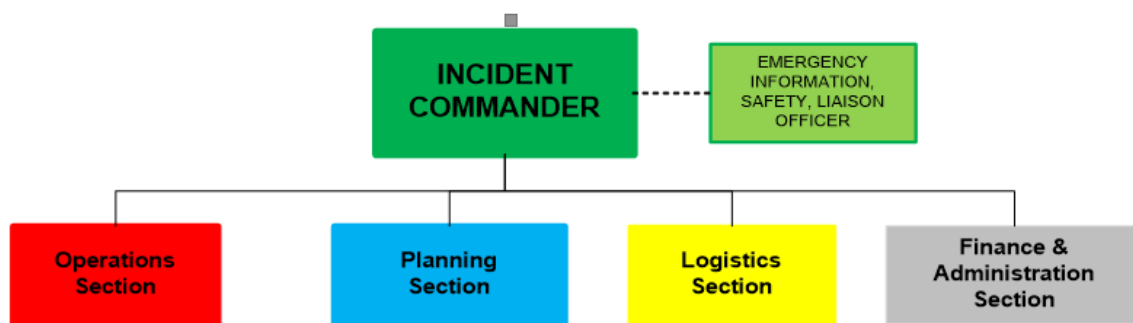 INCIDENT
COMMANDER
EMERGENCY
INFORMATION,
SAFETY, LIAISON
OFFICER
Operations
Section
Planning
Section
Logistics
Section
Finance &
Administration
Section